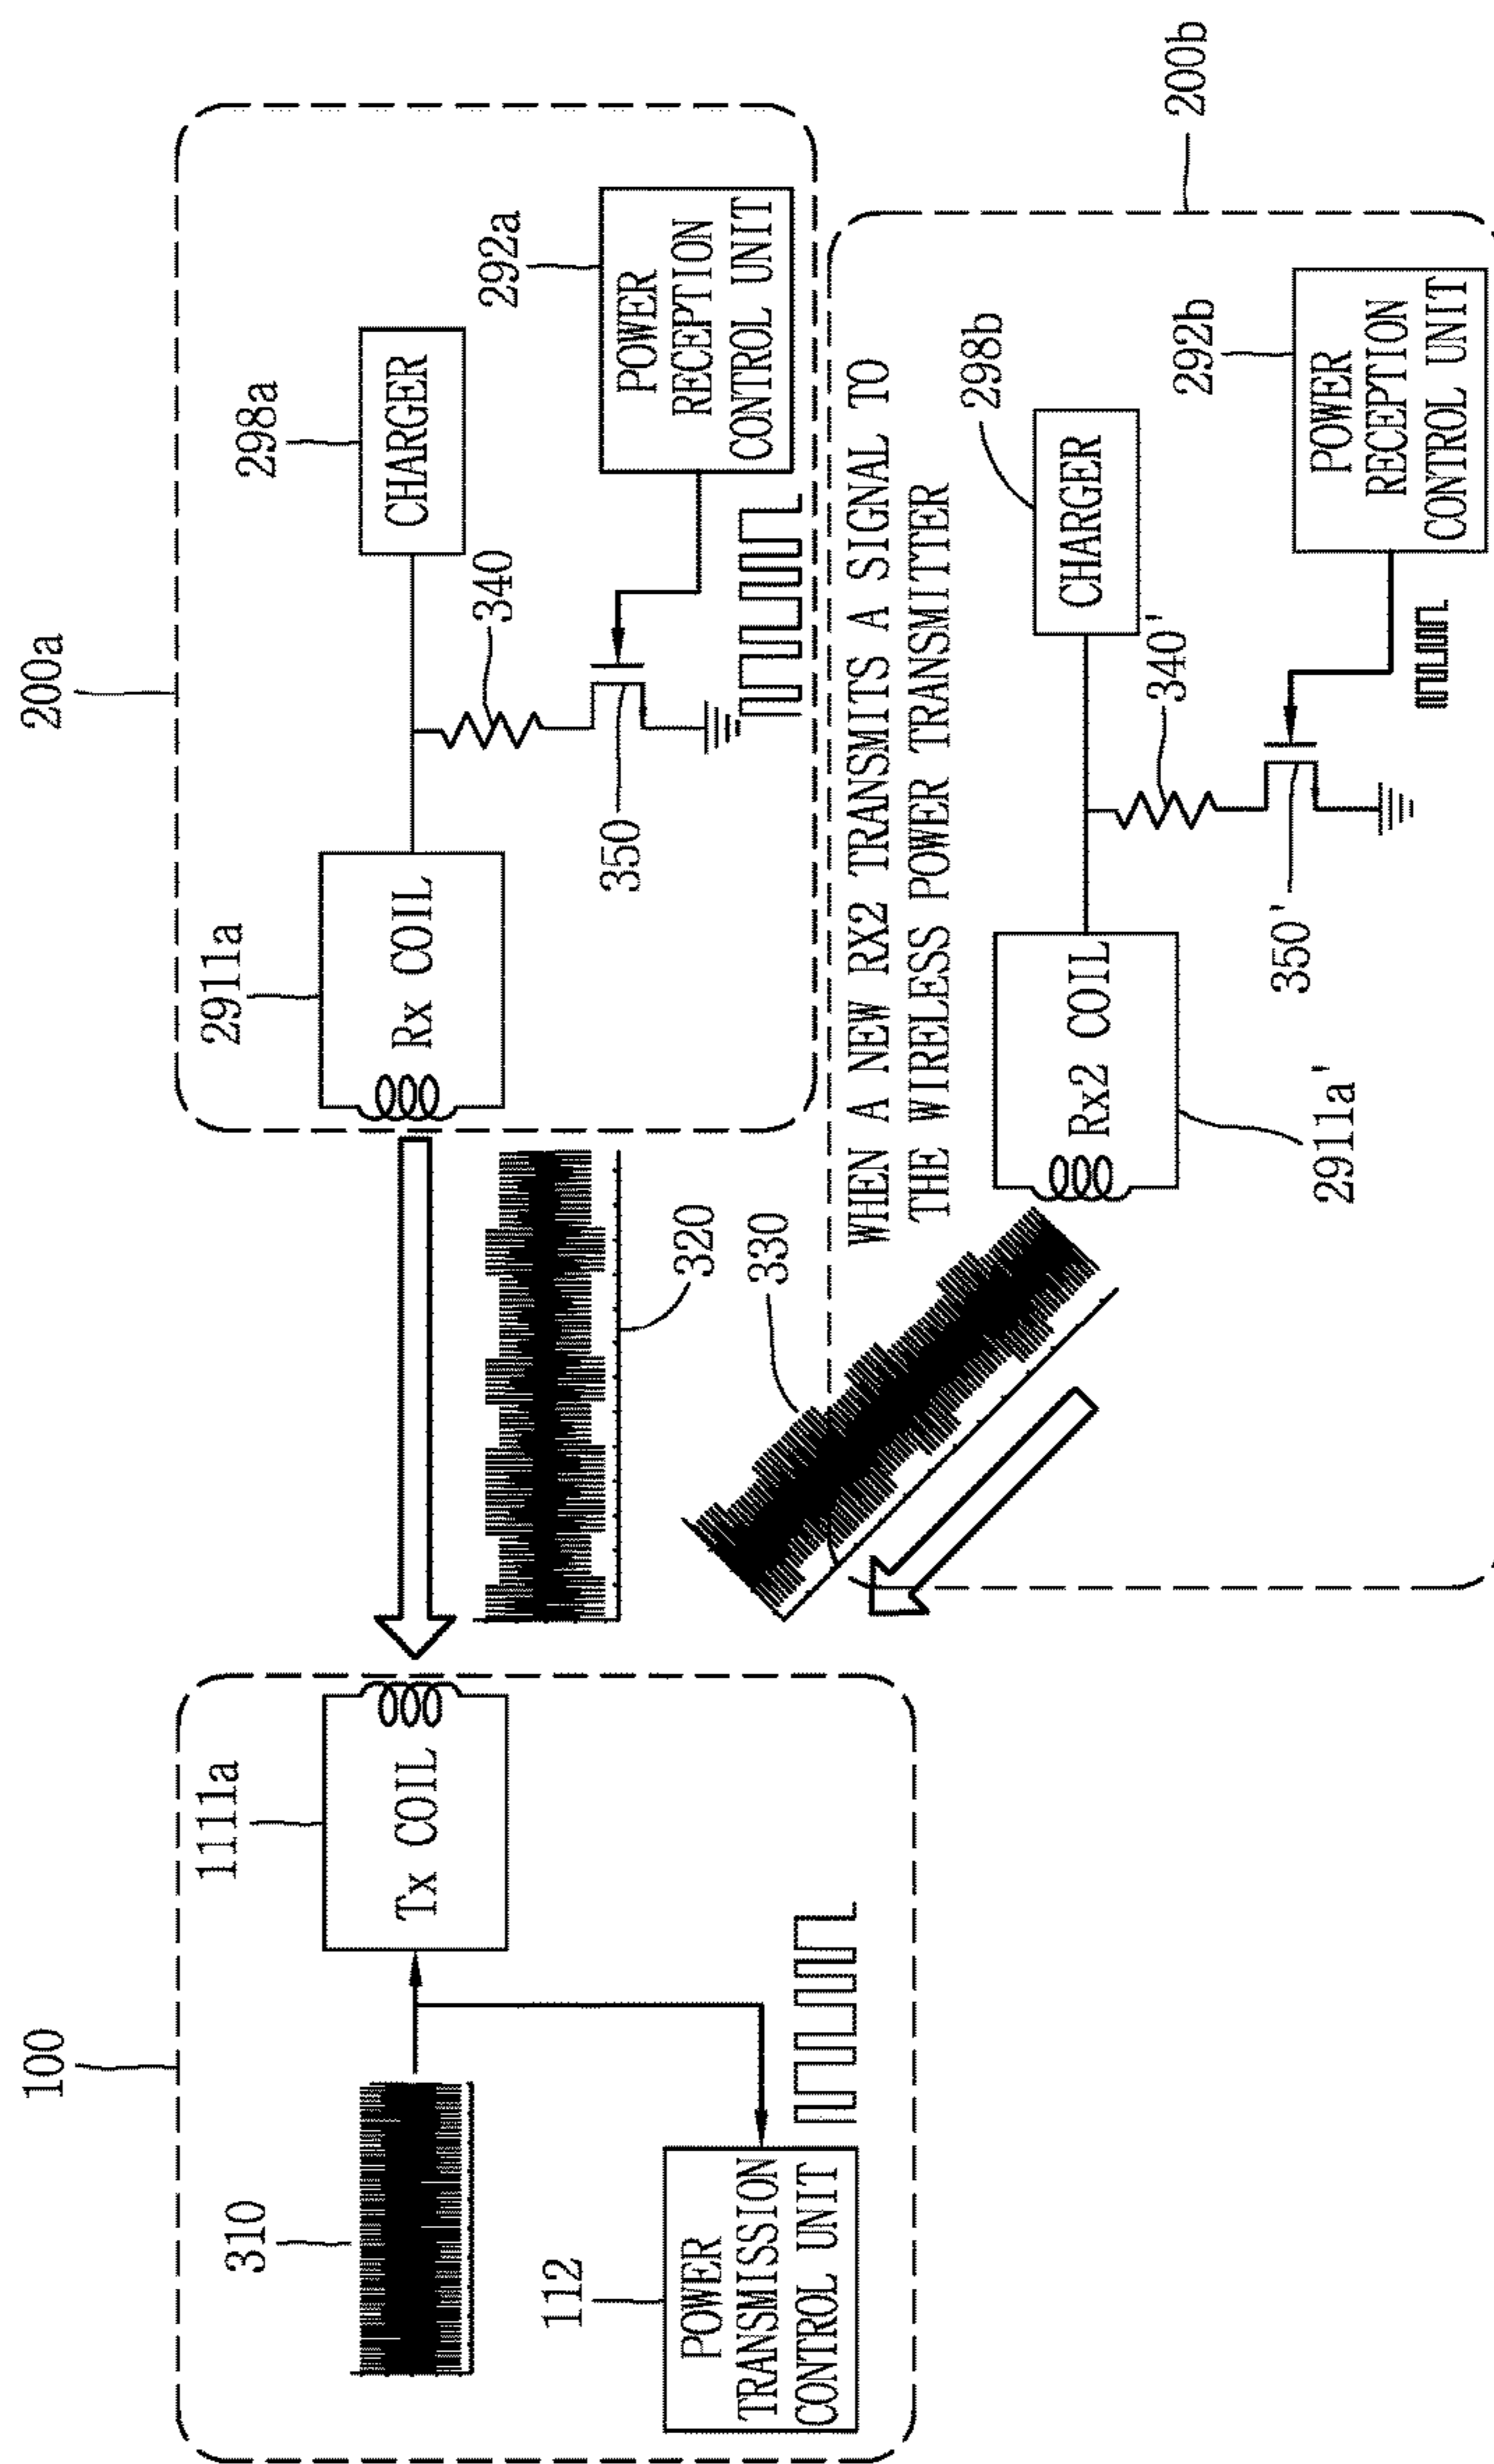 100
310
1111a
Tx COIL
112
POWER
TRANSMISSION
CONTROL UNIT
200a
2911a
Rx COIL
298a
CHARGER
340
350
292a
POWER
RECEPTION
CONTROL UNIT
320
330
WHEN A NEW RX2 TRANSMITS A SIGNAL TO
THE WIRELESS POWER TRANSMITTER
200b
2911a'
Rx2 COIL
298b
CHARGER
340'
350'
292b
POWER
RECEPTION
CONTROL UNIT